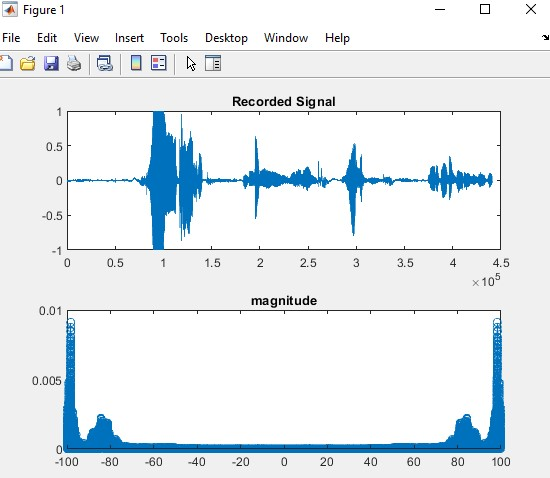 Figure 1
File Edit View Insert Tools Desktop Window Help
Recorded Signal
1
0.5
0
-0.5
-1
0 0.5 1 1.5 2 2.5 3 3.5 4 4.5
×10^5
magnitude
0.01
0.005
0
-100 -80 -60 -40 -20 0 20 40 60 80 100